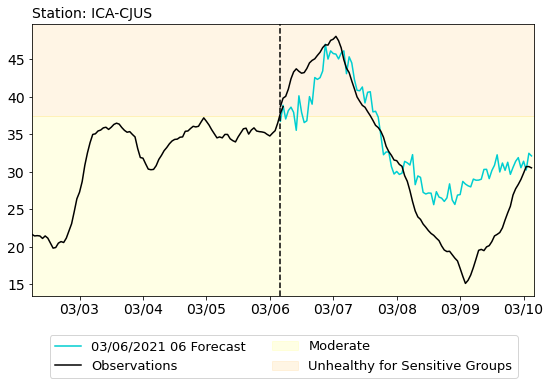 Station: ICA-CJUS
45
40
35
30
25
20
15
03/03 03/04 03/05 03/06 03/07 03/08 03/09 03/10
03/06/2021 06 Forecast Moderate
Observations Unhealthy for Sensitive Groups